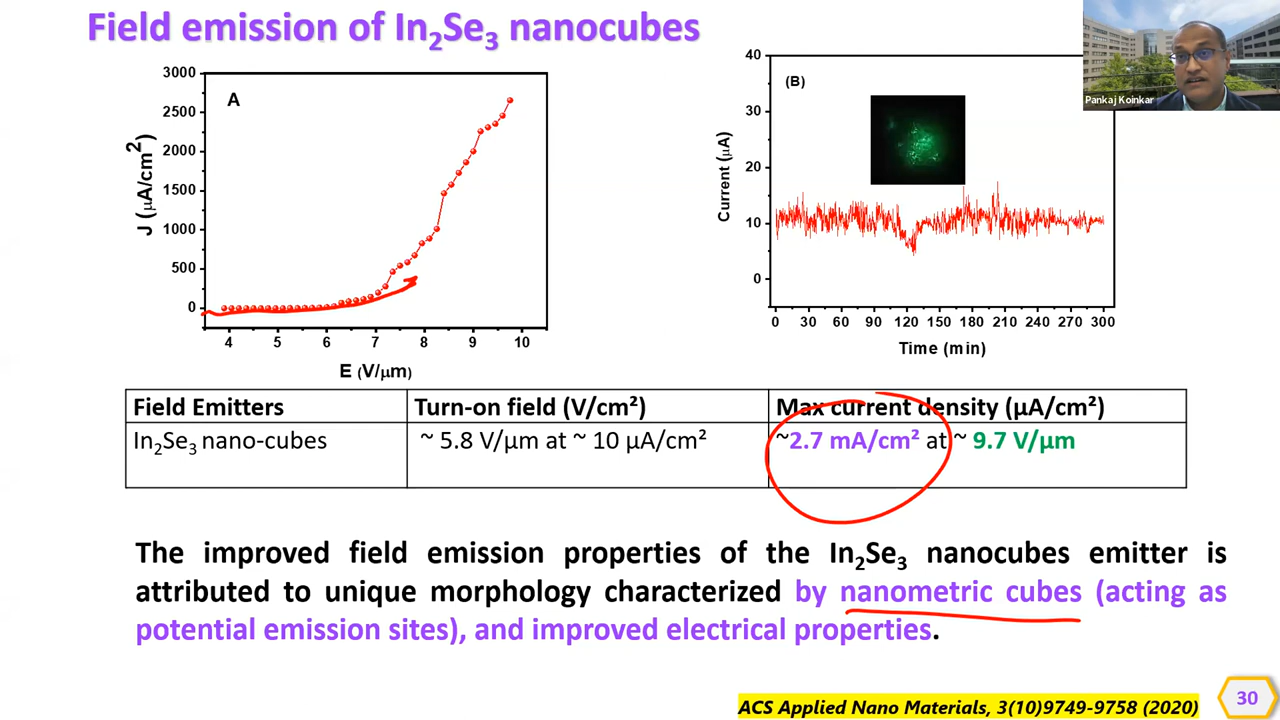 Field emission of In₂Se₃ nanocubes
Pankaj Koinkar
A
J (µA/cm²)
3000
2500
2000
1500
1000
500
0
4 5 6 7 8 9 10
E (V/µm)
(B)
Current (µA)
40
30
20
10
0
0 30 60 90 120 150 180 210 240 270 300
Time (min)
Field Emitters Turn-on field (V/cm²) Max current density (µA/cm²)
In₂Se₃ nano-cubes ~ 5.8 V/µm at ~ 10 µA/cm² ~2.7 mA/cm² at ~ 9.7 V/µm
The improved field emission properties of the In₂Se₃ nanocubes emitter is
attributed to unique morphology characterized by nanometric cubes (acting as
potential emission sites), and improved electrical properties.
ACS Applied Nano Materials, 3(10)9749-9758 (2020)
30